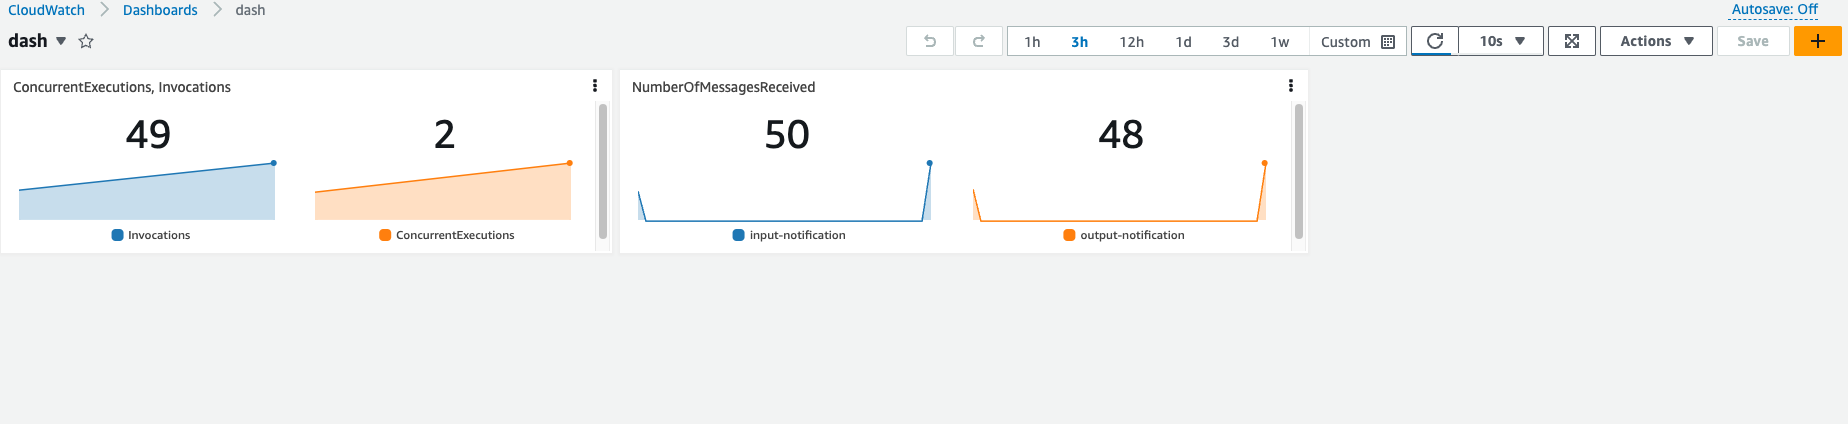 CloudWatch > Dashboards > dash
Autosave: Off
dash
1h 3h 12h 1d 3d 1w Custom 10s Actions Save +
ConcurrentExecutions, Invocations
49 2
Invocations ConcurrentExecutions
NumberOfMessagesReceived
50 48
input-notification output-notification